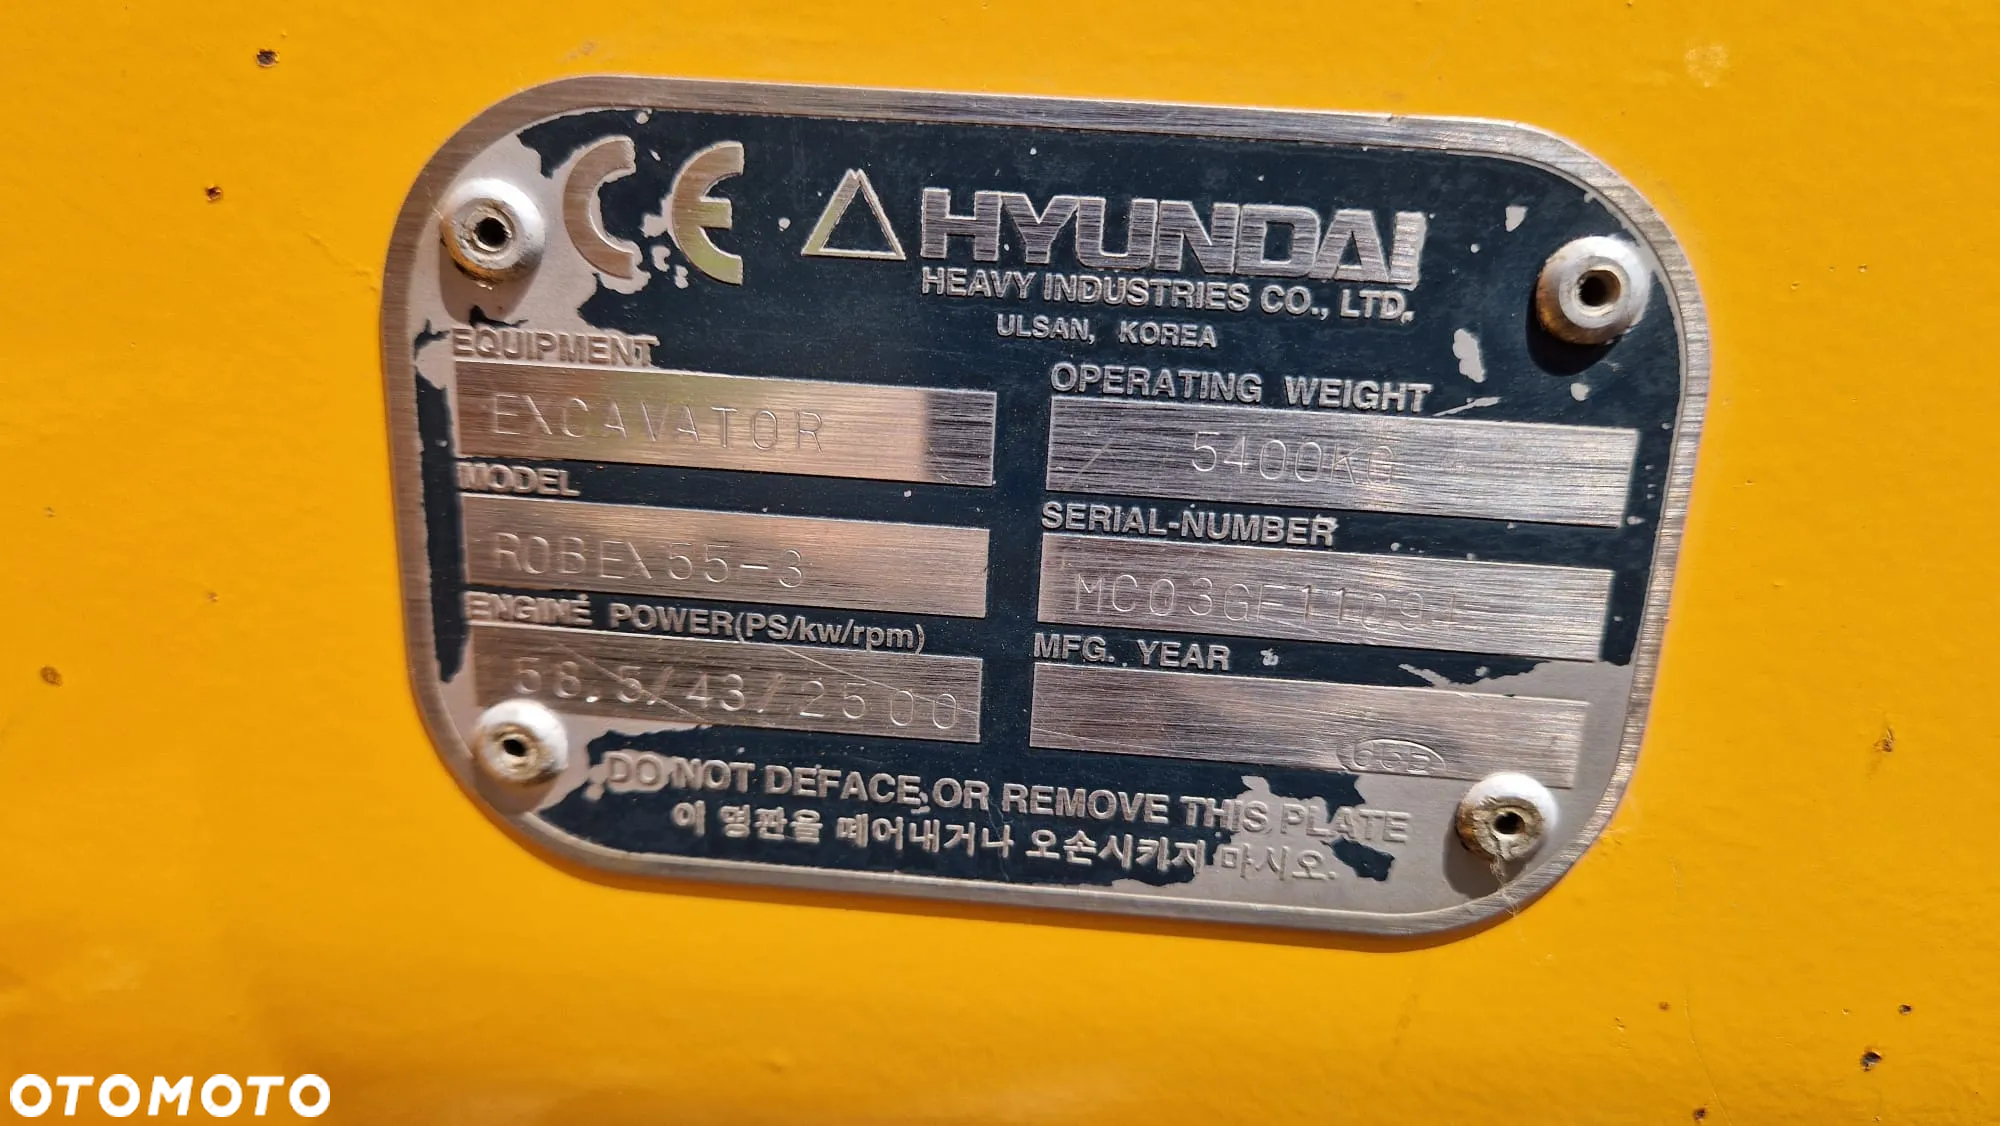 CE HYUNDAI
HEAVY INDUSTRIES CO., LTD.
ULSAN, KOREA
EQUIPMENT
EXCAVATOR
OPERATING WEIGHT
5400KG
MODEL
ROBEX55-3
SERIAL-NUMBER
ENGINE POWER(PS/kw/rpm)
58.5/43/2500
MFG. YEAR
DO NOT DEFACE OR REMOVE THIS PLATE
이 명판을 떼어내거나 오손시키지 마시오.
OTOMOTO